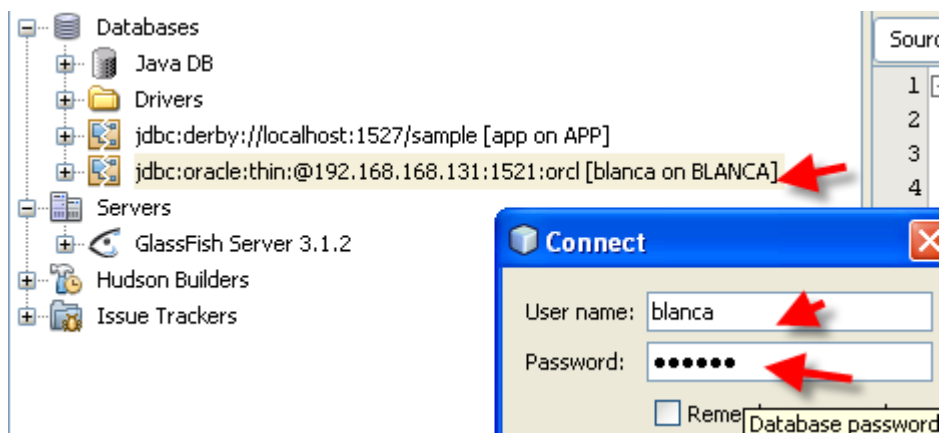 Databases
Java DB
Drivers
jdbc:derby://localhost:1527/sample [app on APP]
jdbc:oracle:thin:@192.168.168.131:1521:orcl [blanca on BLANCA]
Servers
GlassFish Server 3.1.2
Hudson Builders
Issue Trackers
Sour
1
2
3
4
Connect
User name: blanca
Password: ●●●●●●
Reme
Database password